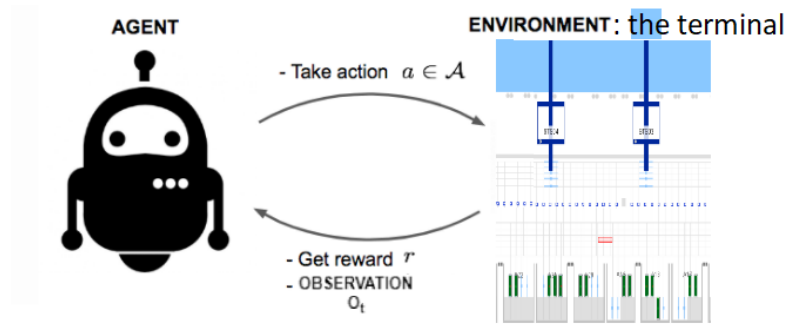 AGENT
ENVIRONMENT: the terminal
- Take action a ∈ 𝒜
- Get reward r
- OBSERVATION
Oₜ